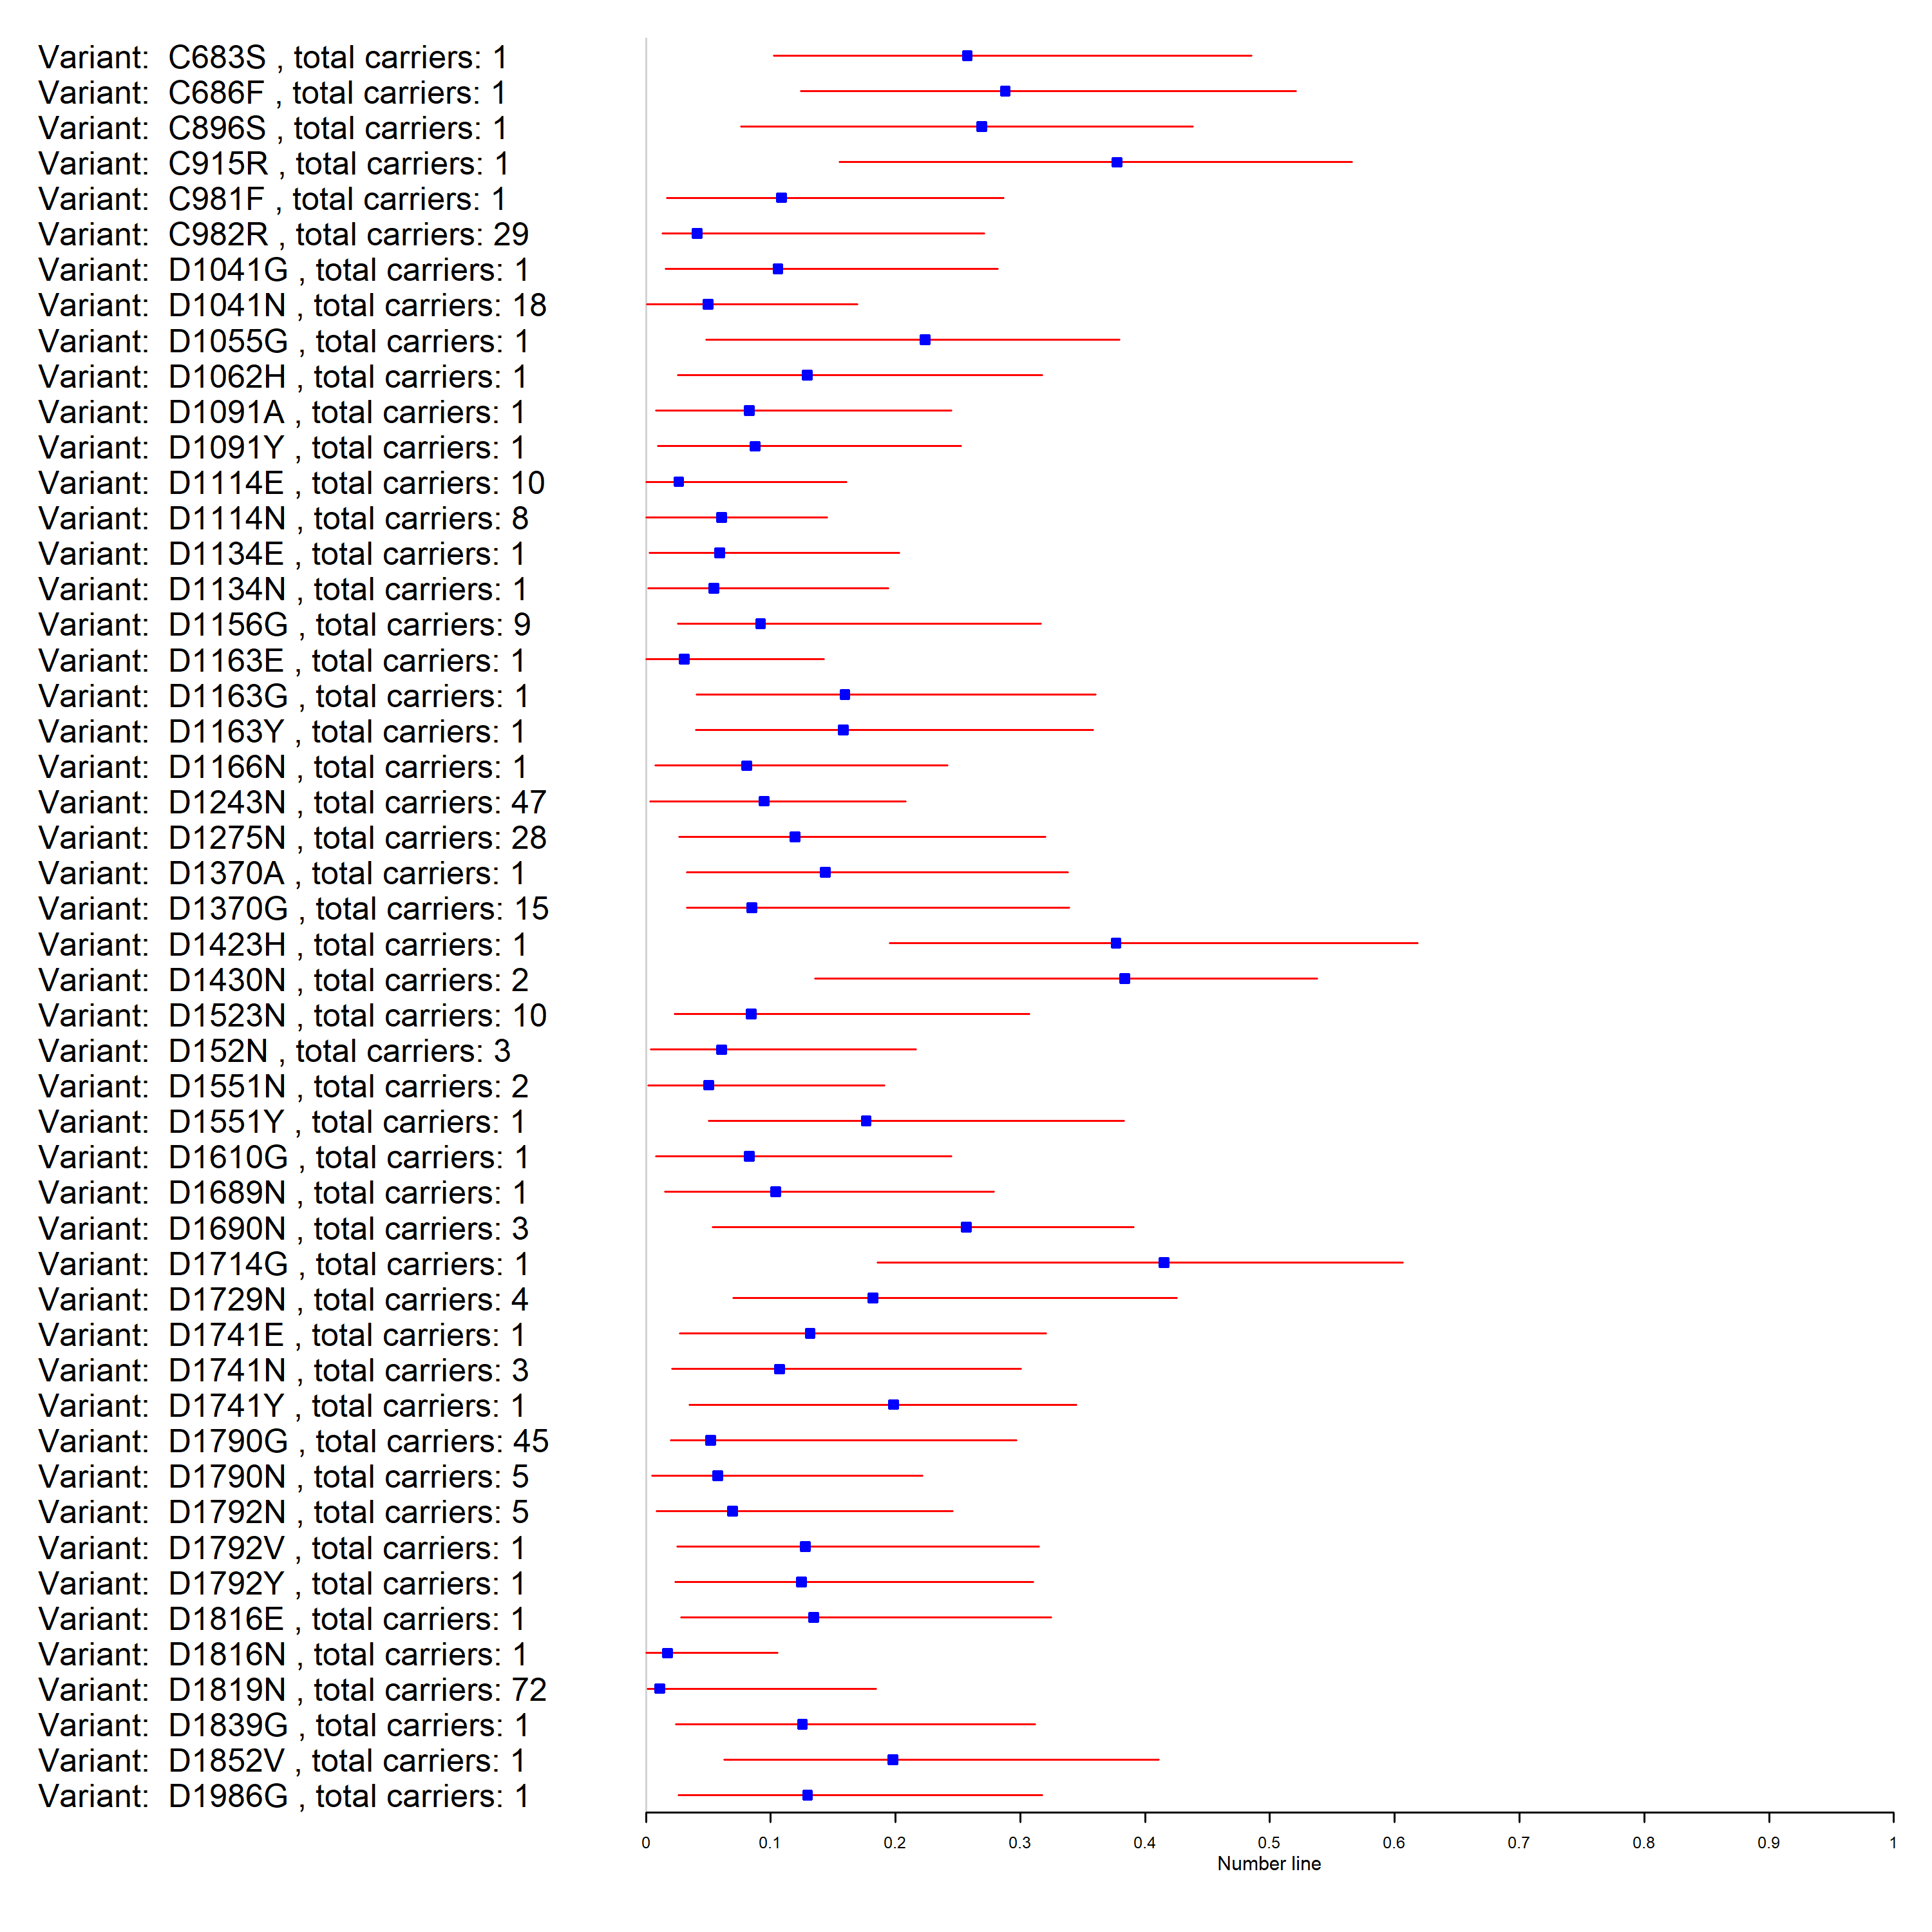 Variant: C683S , total carriers: 1
Variant: C686F , total carriers: 1
Variant: C896S , total carriers: 1
Variant: C915R , total carriers: 1
Variant: C981F , total carriers: 1
Variant: C982R , total carriers: 29
Variant: D1041G , total carriers: 1
Variant: D1041N , total carriers: 18
Variant: D1055G , total carriers: 1
Variant: D1062H , total carriers: 1
Variant: D1091A , total carriers: 1
Variant: D1091Y , total carriers: 1
Variant: D1114E , total carriers: 10
Variant: D1114N , total carriers: 8
Variant: D1134E , total carriers: 1
Variant: D1134N , total carriers: 1
Variant: D1156G , total carriers: 9
Variant: D1163E , total carriers: 1
Variant: D1163G , total carriers: 1
Variant: D1163Y , total carriers: 1
Variant: D1166N , total carriers: 1
Variant: D1243N , total carriers: 47
Variant: D1275N , total carriers: 28
Variant: D1370A , total carriers: 1
Variant: D1370G , total carriers: 15
Variant: D1423H , total carriers: 1
Variant: D1430N , total carriers: 2
Variant: D1523N , total carriers: 10
Variant: D152N , total carriers: 3
Variant: D1551N , total carriers: 2
Variant: D1551Y , total carriers: 1
Variant: D1610G , total carriers: 1
Variant: D1689N , total carriers: 1
Variant: D1690N , total carriers: 3
Variant: D1714G , total carriers: 1
Variant: D1729N , total carriers: 4
Variant: D1741E , total carriers: 1
Variant: D1741N , total carriers: 3
Variant: D1741Y , total carriers: 1
Variant: D1790G , total carriers: 45
Variant: D1790N , total carriers: 5
Variant: D1792N , total carriers: 5
Variant: D1792V , total carriers: 1
Variant: D1792Y , total carriers: 1
Variant: D1816E , total carriers: 1
Variant: D1816N , total carriers: 1
Variant: D1819N , total carriers: 72
Variant: D1839G , total carriers: 1
Variant: D1852V , total carriers: 1
Variant: D1986G , total carriers: 1
0 0.1 0.2 0.3 0.4 0.5 0.6 0.7 0.8 0.9 1
Number line